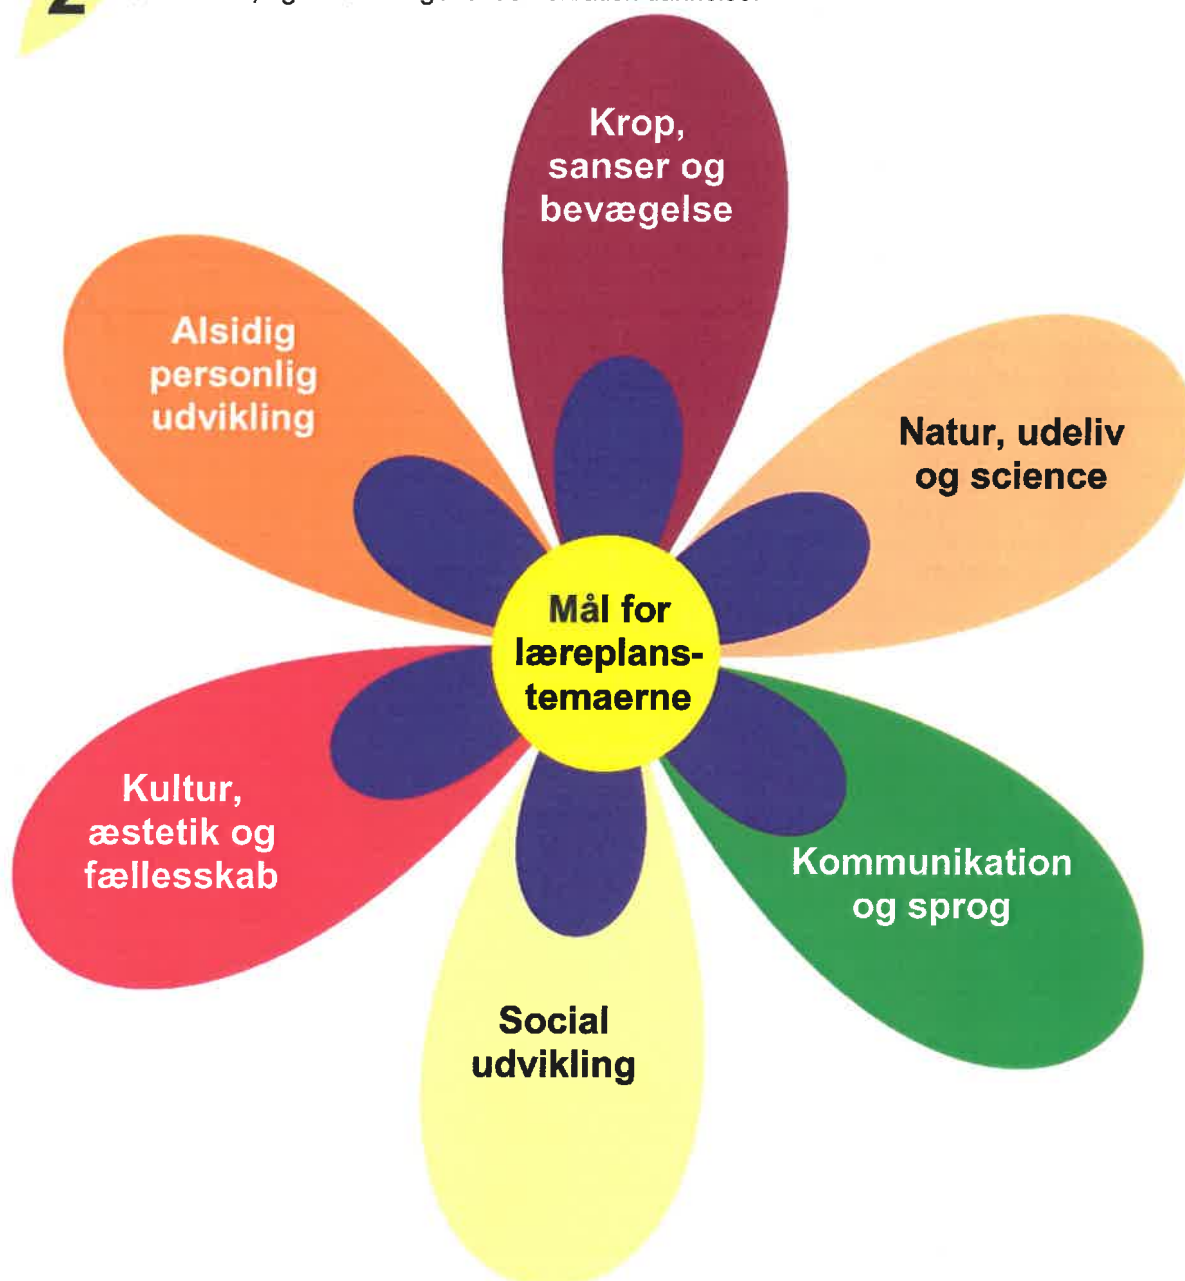 2
Krop,
sanser og
bevægelse
Alsidig
personlig
udvikling
Natur, udeliv
og science
Mål for
læreplans-
temaerne
Kultur,
æstetik og
fællesskab
Kommunikation
og sprog
Social
udvikling